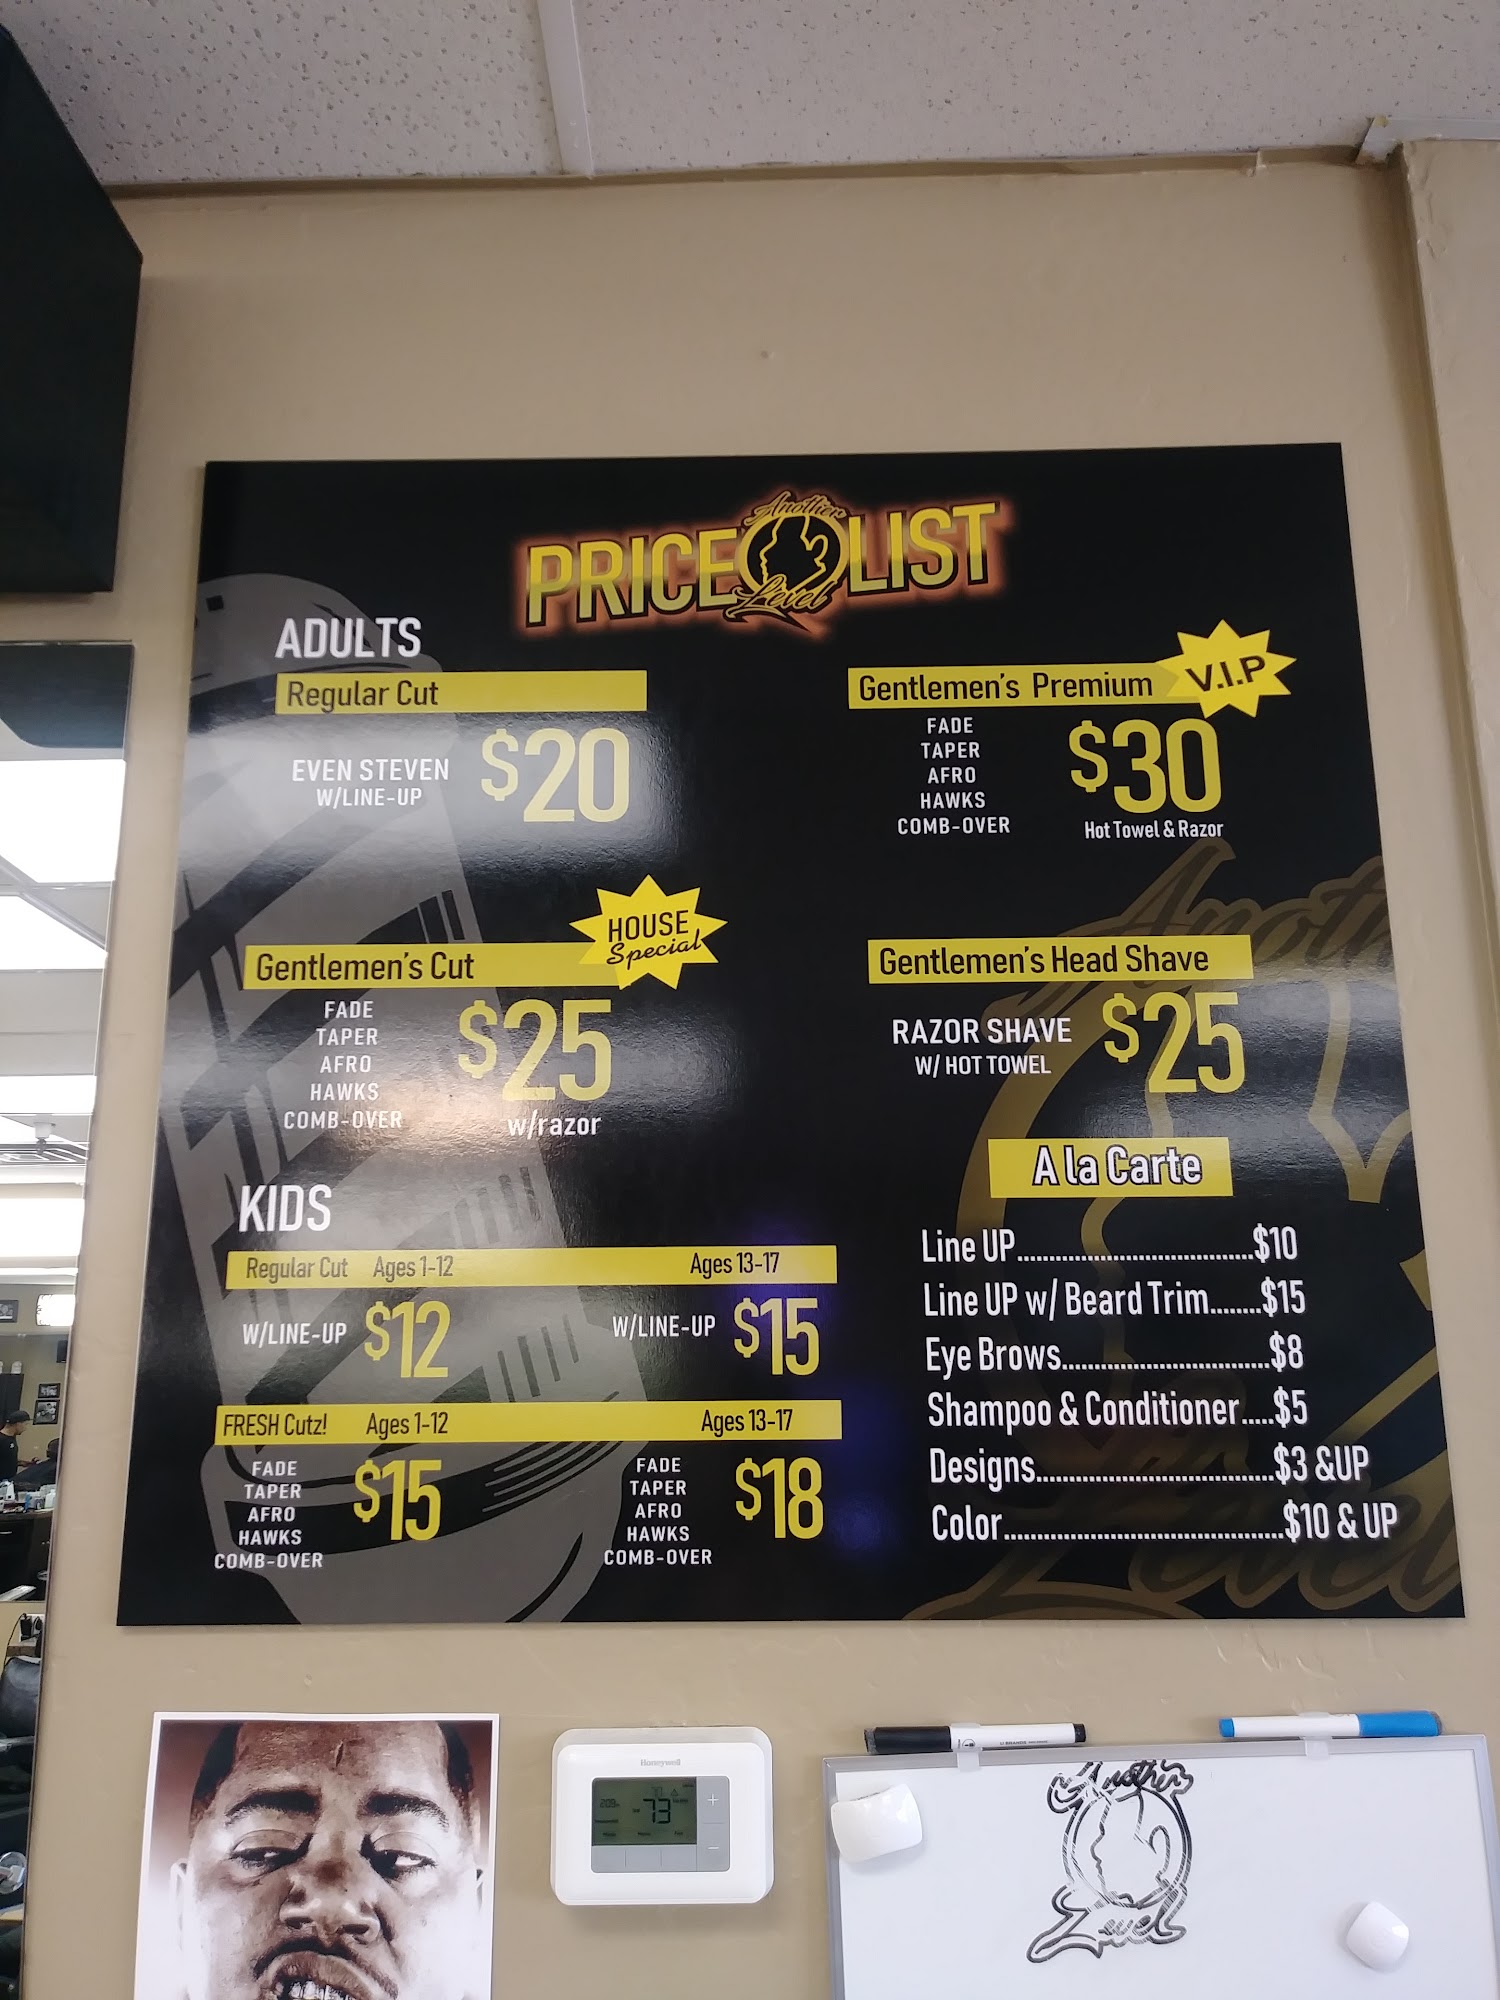 PRICE Another Level LIST
ADULTS
Regular Cut
EVEN STEVEN
W/LINE-UP
$20
Gentlemen's Premium
V.I.P
FADE
TAPER
AFRO
HAWKS
COMB-OVER
$30
Hot Towel & Razor
Gentlemen's Cut
HOUSE
Special
FADE
TAPER
AFRO
HAWKS
COMB-OVER
$25
w/razor
Gentlemen's Head Shave
RAZOR SHAVE
W/ HOT TOWEL
$25
KIDS
Regular Cut Ages 1-12 Ages 13-17
W/LINE-UP $12
W/LINE-UP $15
FRESH Cutz! Ages 1-12 Ages 13-17
FADE
TAPER
AFRO
HAWKS
COMB-OVER
$15
FADE
TAPER
AFRO
HAWKS
COMB-OVER
$18
A la Carte
Line UP...................................$10
Line UP w/ Beard Trim........$15
Eye Brows...............................$8
Shampoo & Conditioner.....$5
Designs...................................$3 &UP
Color.........................................$10 & UP
Another
Level
Honeywell
73
Another
Level